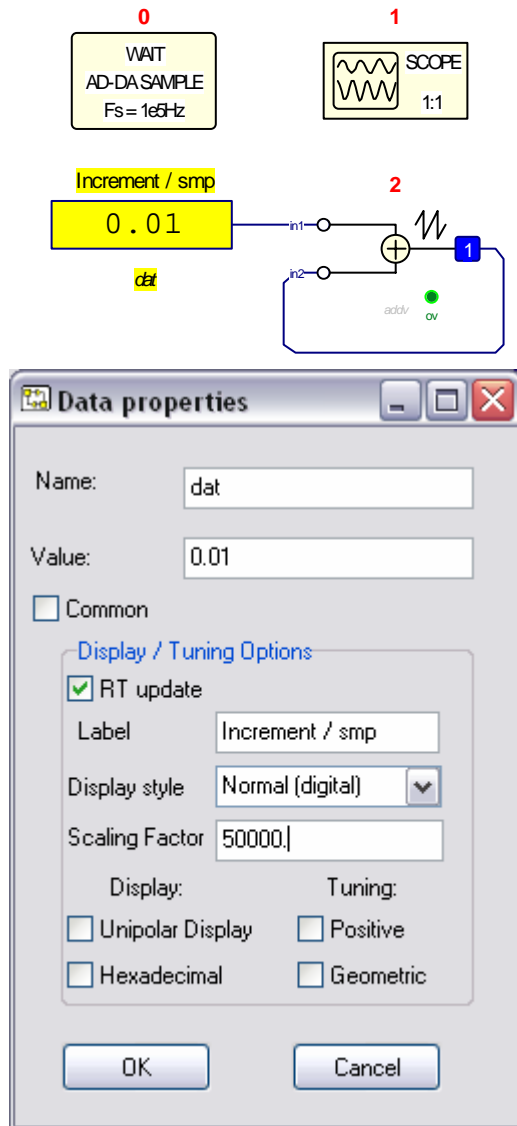 0
1
WAIT
AD-DA SAMPLE
Fs = 1e5Hz
SCOPE
1:1
Increment / smp
0.01
dat
2
in1
in2
1
addv
ov
Data properties
Name:
dat
Value:
0.01
Common
Display / Tuning Options
RT update
Label
Increment / smp
Display style
Normal (digital)
Scaling Factor
50000.
Display:
Tuning:
Unipolar Display
Positive
Hexadecimal
Geometric
OK
Cancel